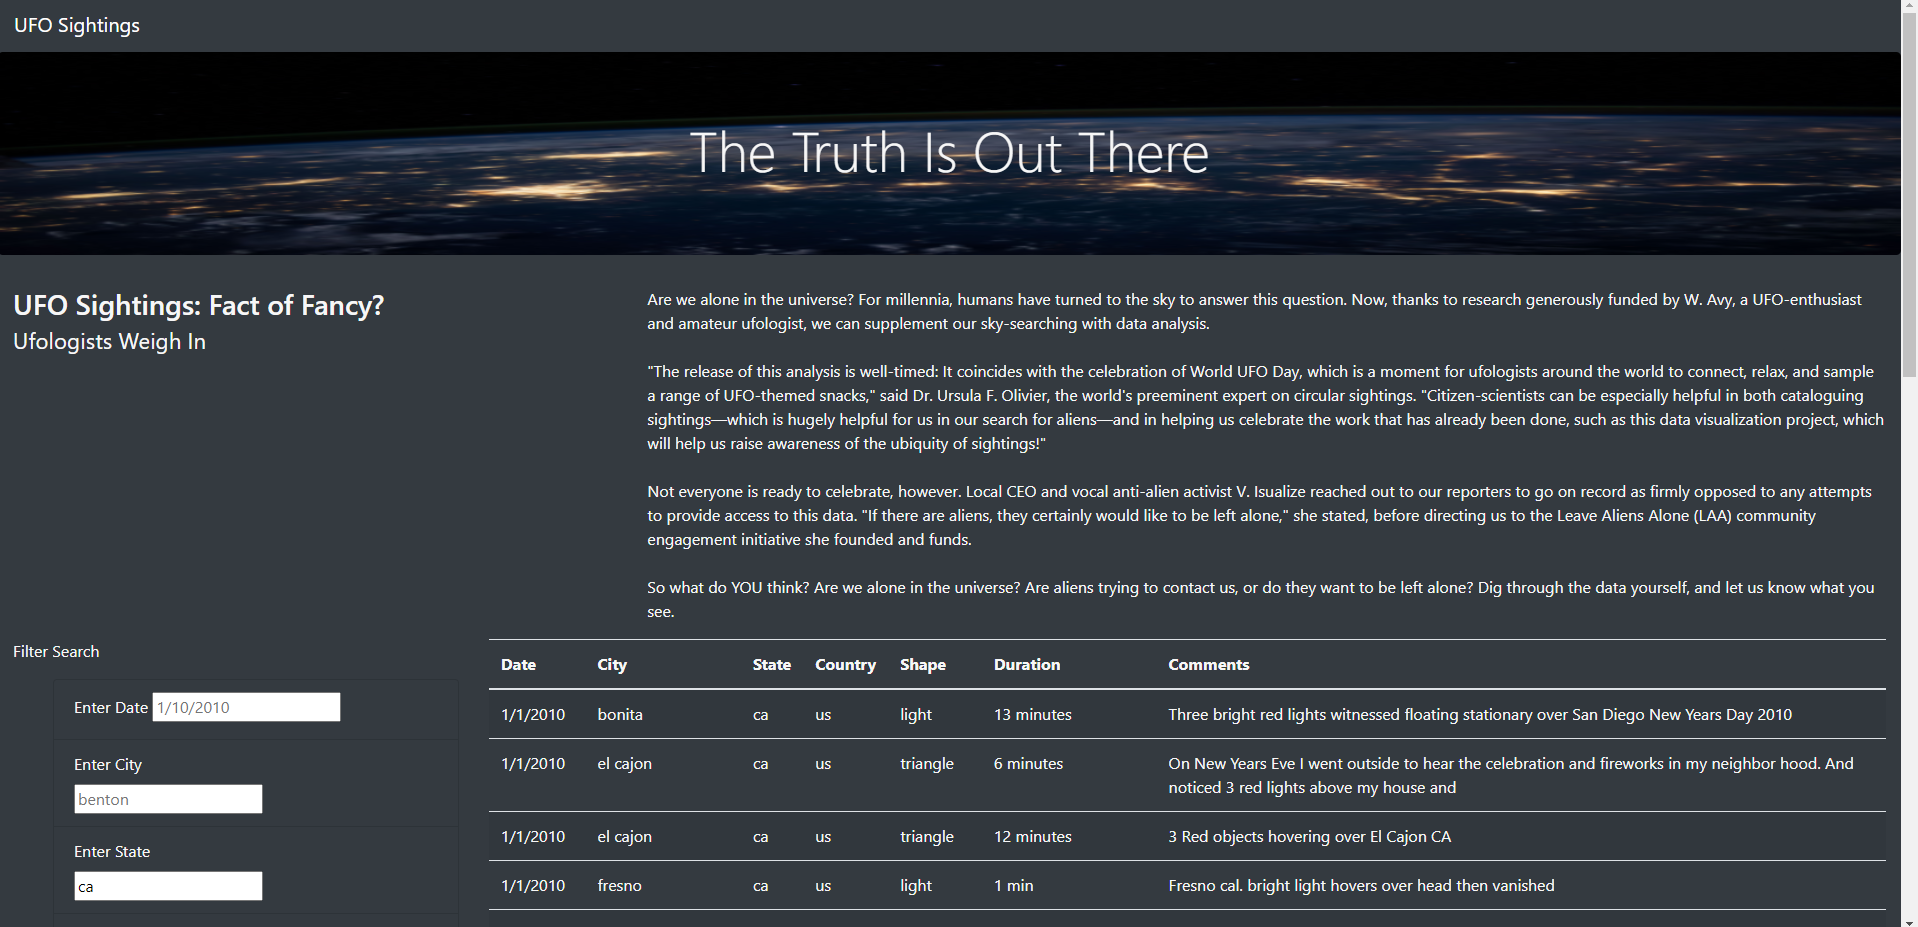 UFO Sightings
The Truth Is Out There
UFO Sightings: Fact of Fancy?
Ufologists Weigh In
Are we alone in the universe? For millennia, humans have turned to the sky to answer this question. Now, thanks to research generously funded by W. Avy, a UFO-enthusiast
and amateur ufologist, we can supplement our sky-searching with data analysis.
"The release of this analysis is well-timed: It coincides with the celebration of World UFO Day, which is a moment for ufologists around the world to connect, relax, and sample
a range of UFO-themed snacks," said Dr. Ursula F. Olivier, the world's preeminent expert on circular sightings. "Citizen-scientists can be especially helpful in both cataloguing
sightings—which is hugely helpful for us in our search for aliens—and in helping us celebrate the work that has already been done, such as this data visualization project, which
will help us raise awareness of the ubiquity of sightings!"
Not everyone is ready to celebrate, however. Local CEO and vocal anti-alien activist V. Isualize reached out to our reporters to go on record as firmly opposed to any attempts
to provide access to this data. "If there are aliens, they certainly would like to be left alone," she stated, before directing us to the Leave Aliens Alone (LAA) community
engagement initiative she founded and funds.
So what do YOU think? Are we alone in the universe? Are aliens trying to contact us, or do they want to be left alone? Dig through the data yourself, and let us know what you
see.
Filter Search
Enter Date 1/10/2010
Enter City
benton
Enter State
ca
Date City State Country Shape Duration Comments
1/1/2010 bonita ca us light 13 minutes Three bright red lights witnessed floating stationary over San Diego New Years Day 2010
1/1/2010 el cajon ca us triangle 6 minutes On New Years Eve I went outside to hear the celebration and fireworks in my neighbor hood. And
noticed 3 red lights above my house and
1/1/2010 el cajon ca us triangle 12 minutes 3 Red objects hovering over El Cajon CA
1/1/2010 fresno ca us light 1 min Fresno cal. bright light hovers over head then vanished